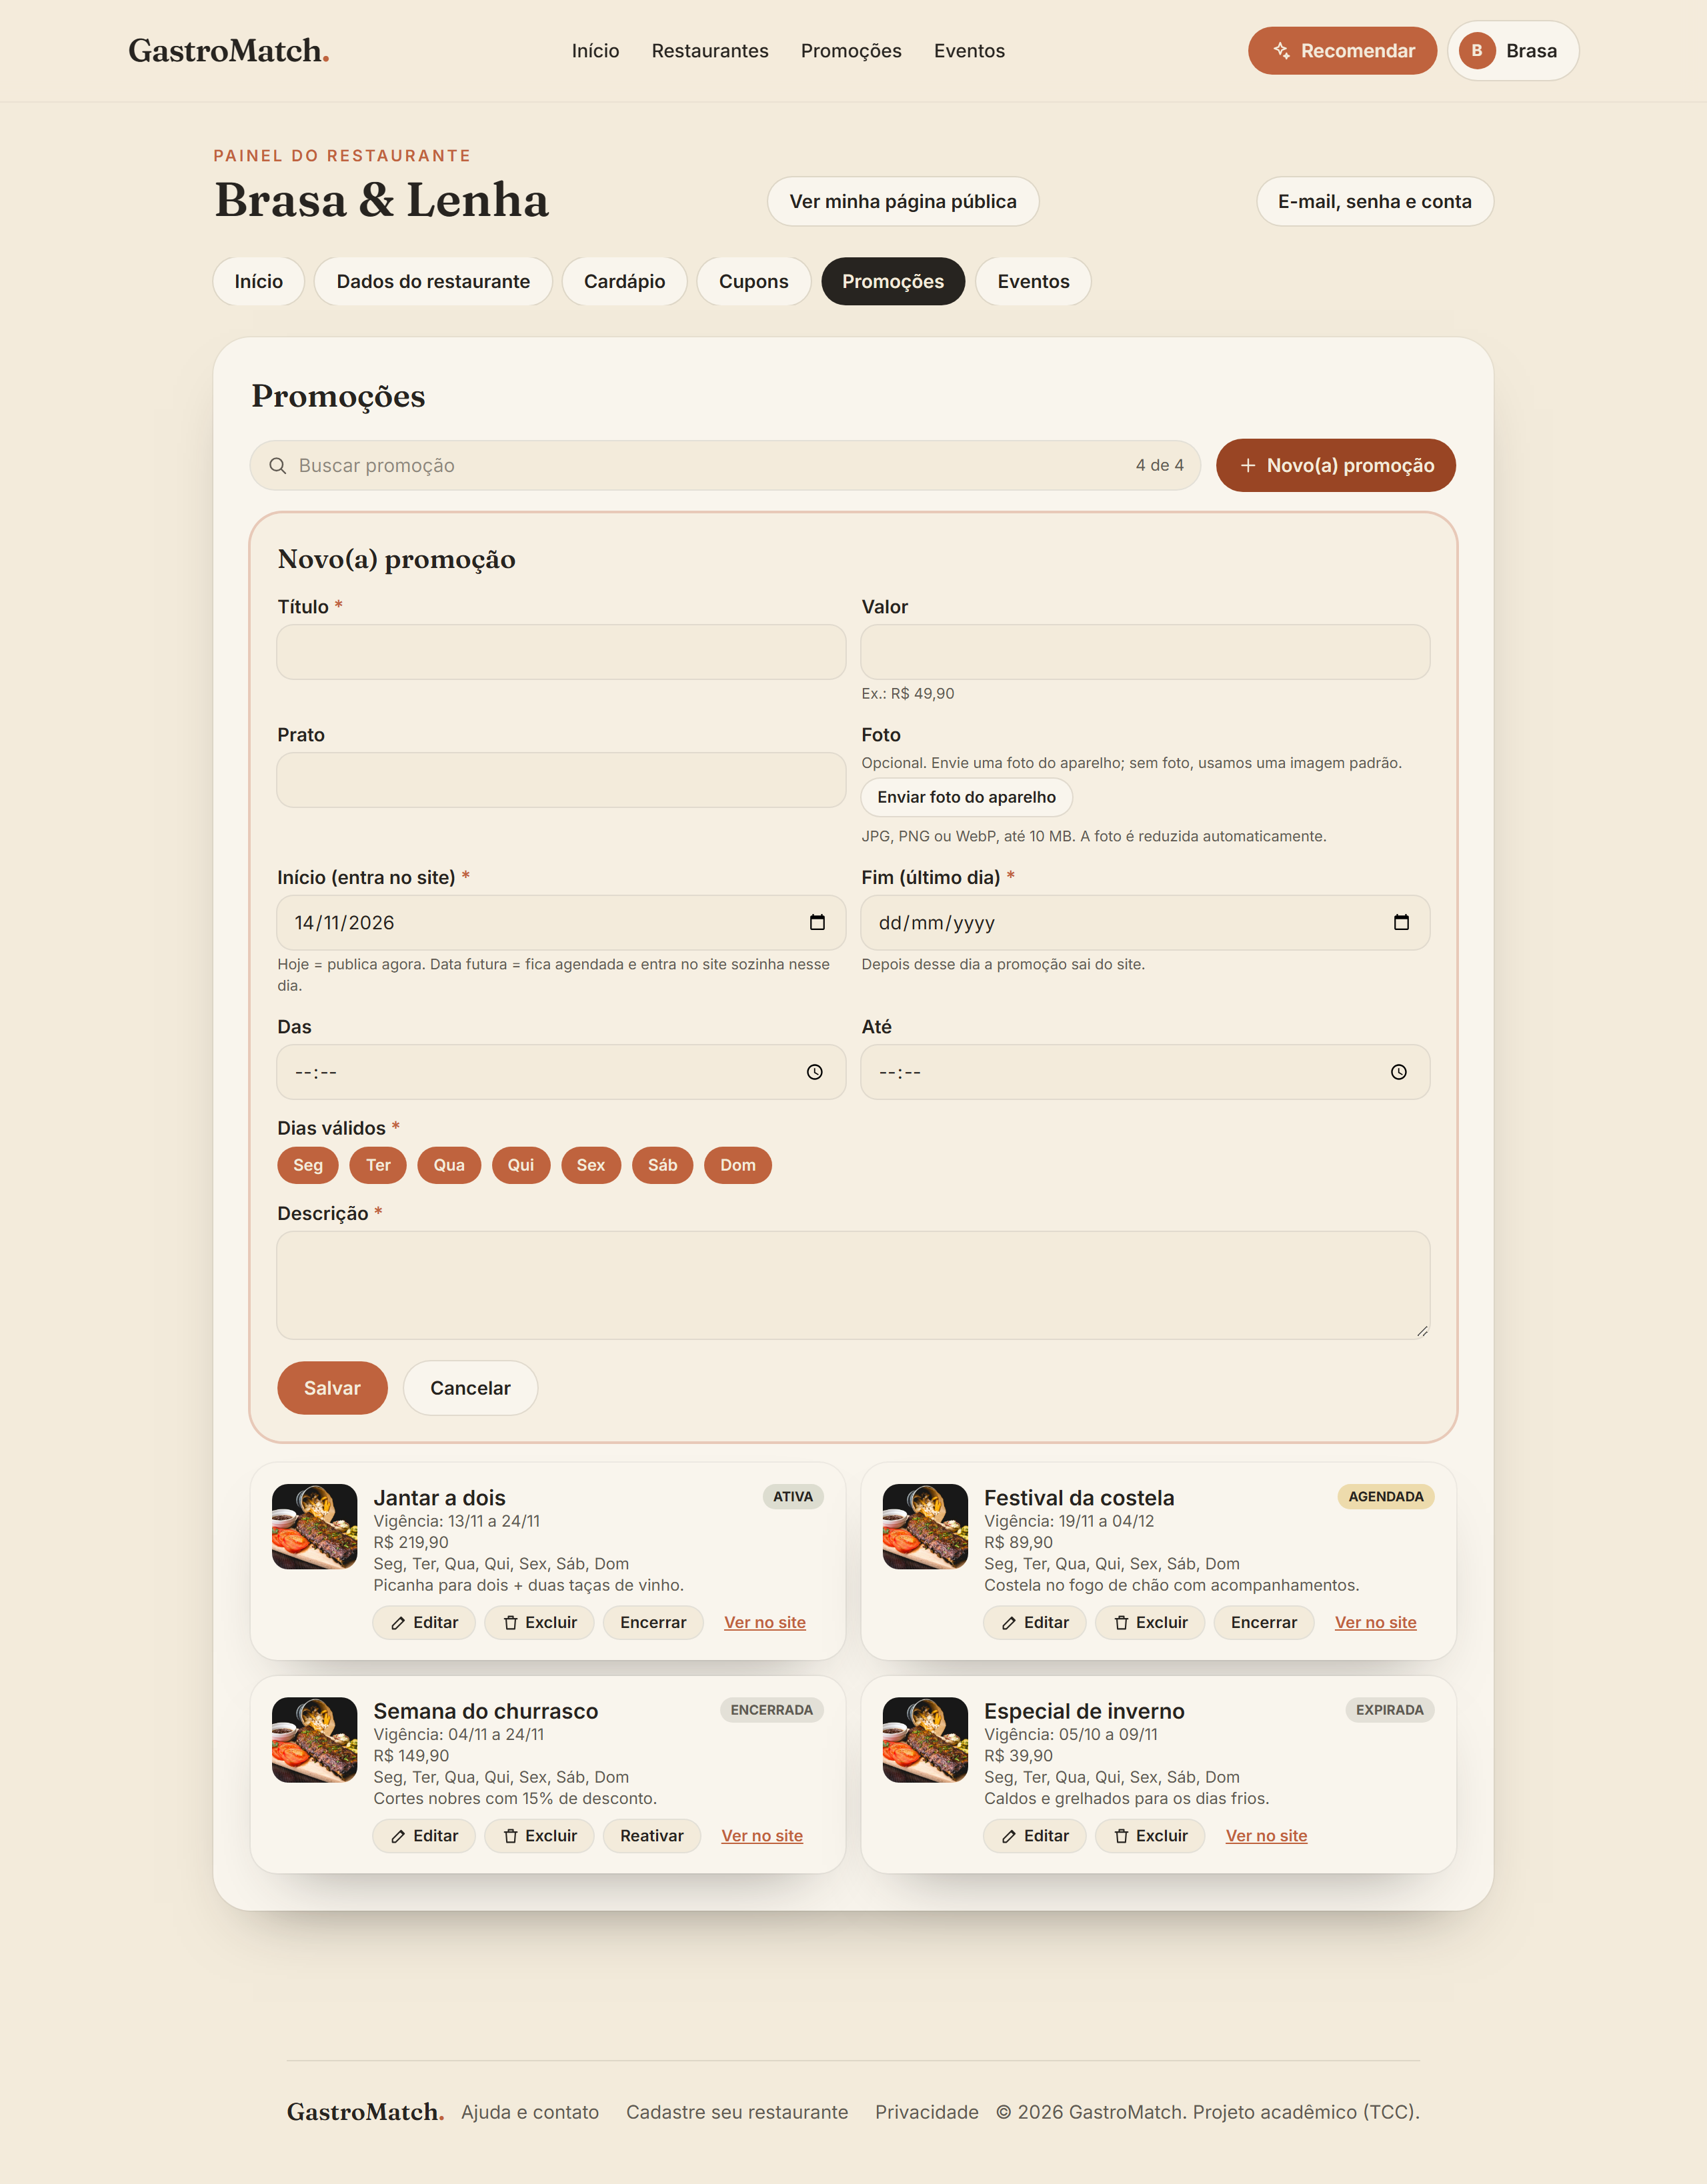 GastroMatch.
Início
Restaurantes
Promoções
Eventos
Recomendar
B
Brasa
PAINEL DO RESTAURANTE
Brasa & Lenha
Ver minha página pública
E-mail, senha e conta
Início
Dados do restaurante
Cardápio
Cupons
Promoções
Eventos
Promoções
Buscar promoção
4 de 4
Novo(a) promoção
Novo(a) promoção
Título *
Valor
Ex.: R$ 49,90
Prato
Foto
Opcional. Envie uma foto do aparelho; sem foto, usamos uma imagem padrão.
Enviar foto do aparelho
JPG, PNG ou WebP, até 10 MB. A foto é reduzida automaticamente.
Início (entra no site) *
14/11/2026
Hoje = publica agora. Data futura = fica agendada e entra no site sozinha nesse
dia.
Fim (último dia) *
dd/mm/yyyy
Depois desse dia a promoção sai do site.
Das
--:--
Até
--:--
Dias válidos *
Seg
Ter
Qua
Qui
Sex
Sáb
Dom
Descrição *
Salvar
Cancelar
Jantar a dois
ATIVA
Vigência: 13/11 a 24/11
R$ 219,90
Seg, Ter, Qua, Qui, Sex, Sáb, Dom
Picanha para dois + duas taças de vinho.
Editar
Excluir
Encerrar
Ver no site
Festival da costela
AGENDADA
Vigência: 19/11 a 04/12
R$ 89,90
Seg, Ter, Qua, Qui, Sex, Sáb, Dom
Costela no fogo de chão com acompanhamentos.
Editar
Excluir
Encerrar
Ver no site
Semana do churrasco
ENCERRADA
Vigência: 04/11 a 24/11
R$ 149,90
Seg, Ter, Qua, Qui, Sex, Sáb, Dom
Cortes nobres com 15% de desconto.
Editar
Excluir
Reativar
Ver no site
Especial de inverno
EXPIRADA
Vigência: 05/10 a 09/11
R$ 39,90
Seg, Ter, Qua, Qui, Sex, Sáb, Dom
Caldos e grelhados para os dias frios.
Editar
Excluir
Ver no site
GastroMatch.
Ajuda e contato
Cadastre seu restaurante
Privacidade
© 2026 GastroMatch. Projeto acadêmico (TCC).